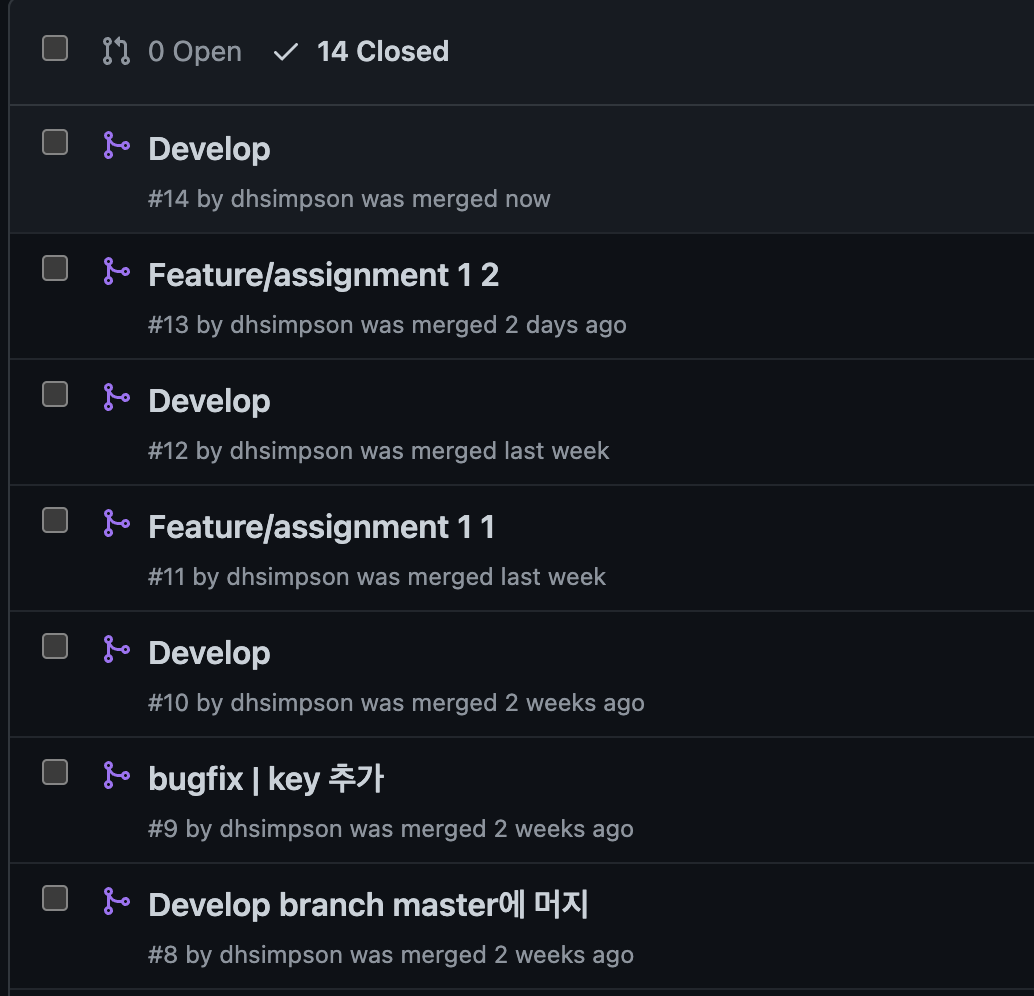 0 Open 14 Closed
Develop
#14 by dhsimpson was merged now
Feature/assignment 1 2
#13 by dhsimpson was merged 2 days ago
Develop
#12 by dhsimpson was merged last week
Feature/assignment 1 1
#11 by dhsimpson was merged last week
Develop
#10 by dhsimpson was merged 2 weeks ago
bugfix | key 추가
#9 by dhsimpson was merged 2 weeks ago
Develop branch master에 머지
#8 by dhsimpson was merged 2 weeks ago